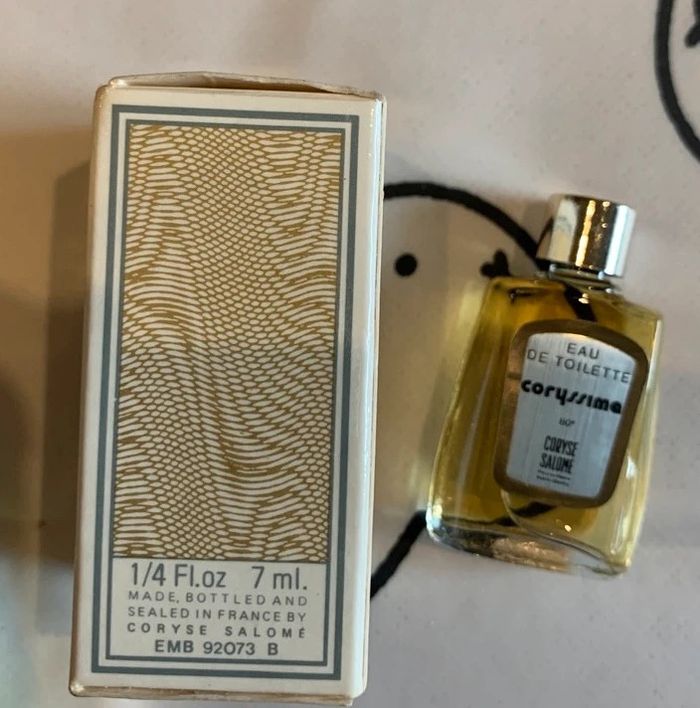 1/4 Fl.oz 7 ml.
MADE, BOTTLED AND
SEALED IN FRANCE BY
CORYSE SALOMÉ
EMB 92073 B
EAU
DE TOILETTE
coryssima
80°
CORYSE
SALOMÉ